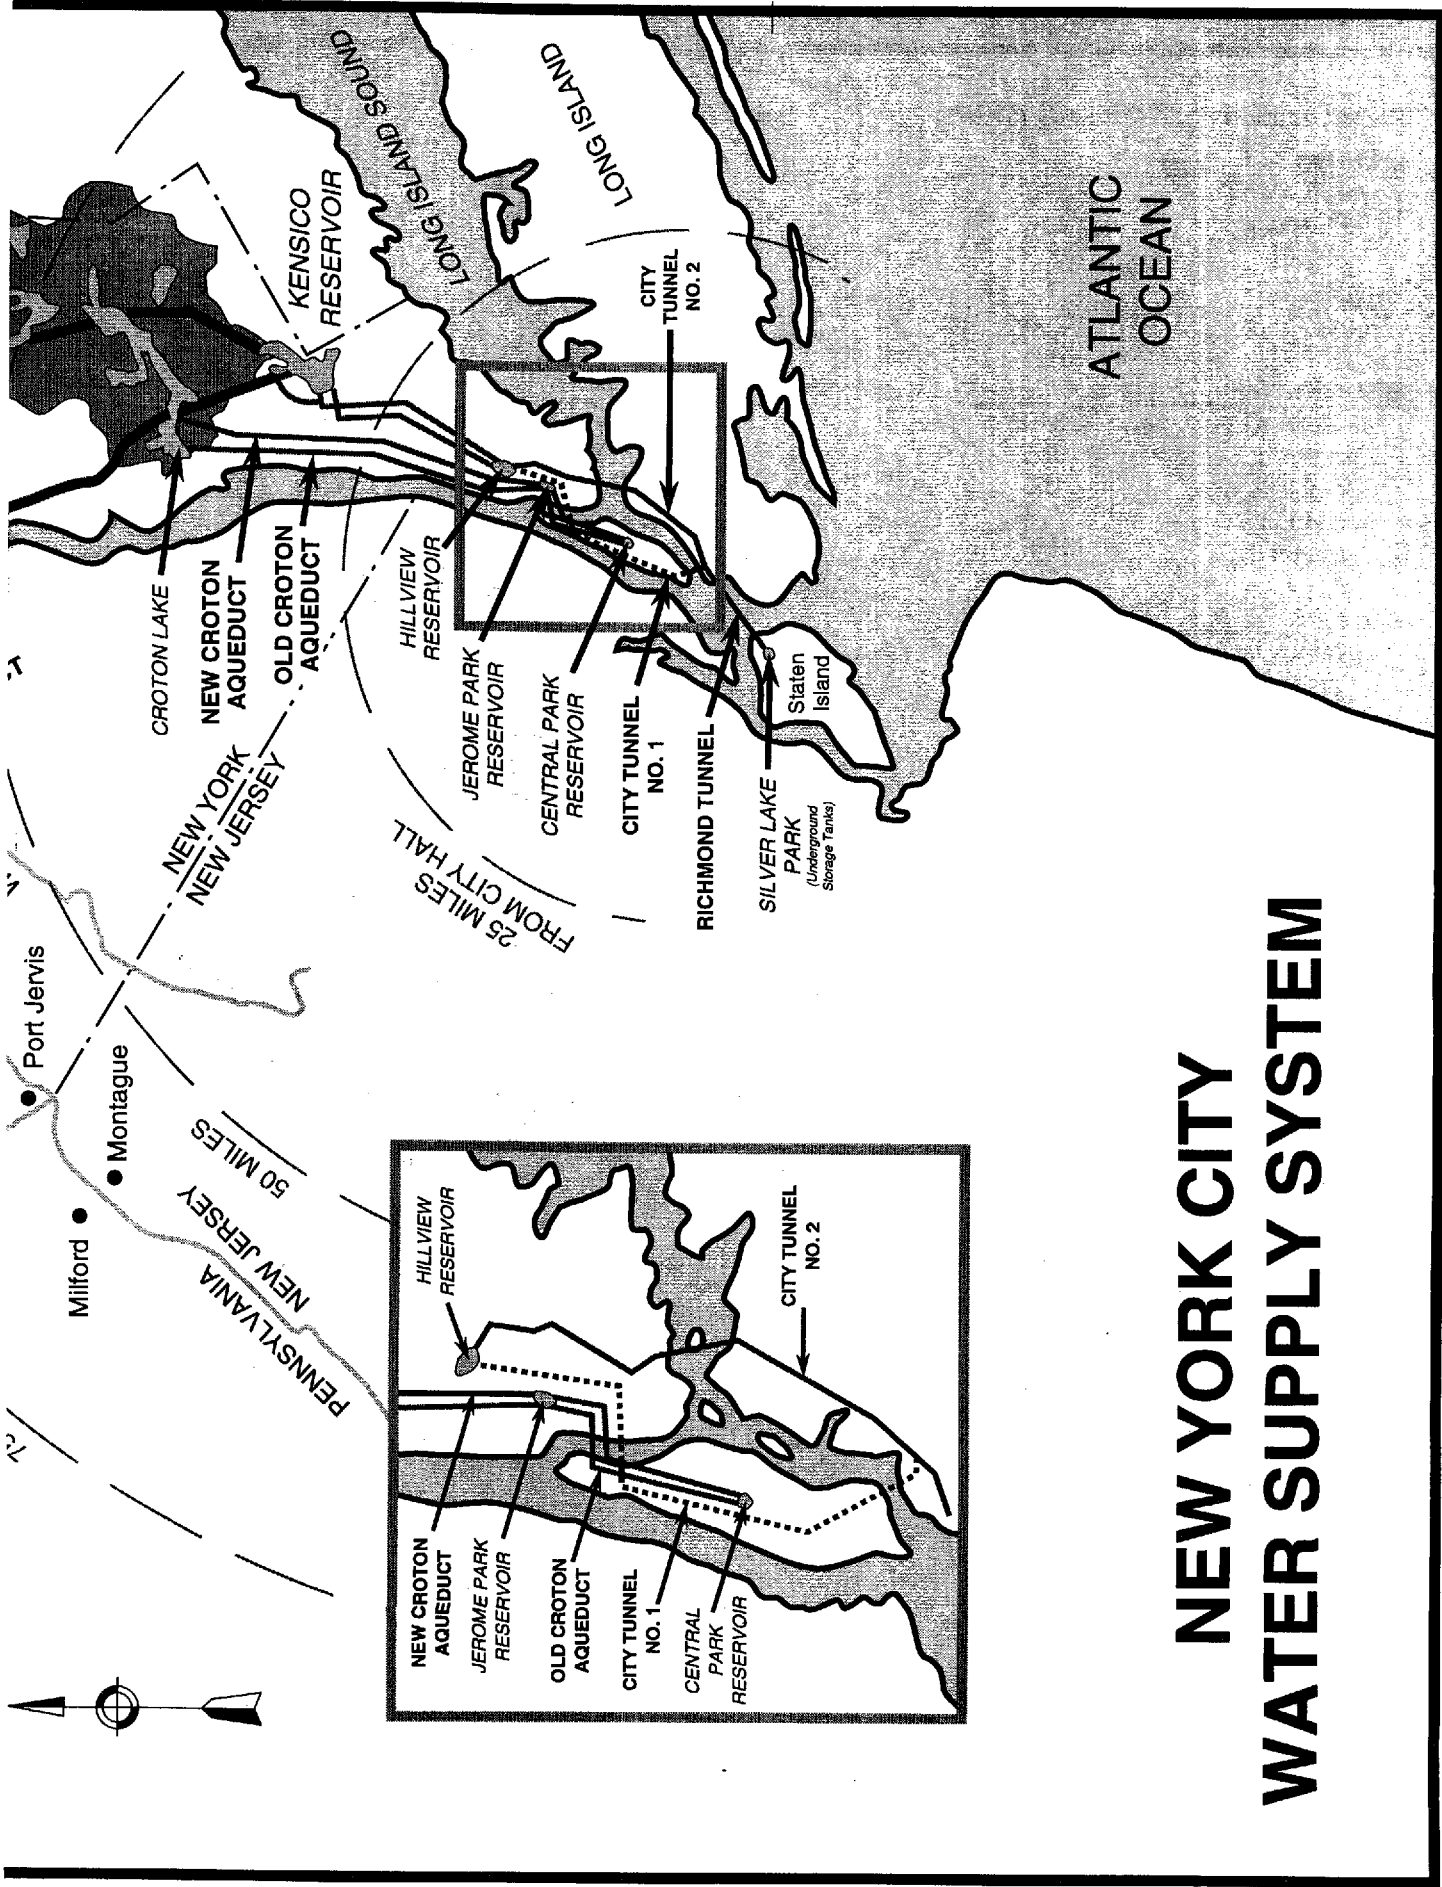 LONG ISLAND SOUND
LONG ISLAND SOUND
LONG ISLAND
ATLANTIC
OCEAN
KENSICO
RESERVOIR
CITY
TUNNEL
NO. 2
CROTON LAKE
NEW CROTON
AQUEDUCT
OLD CROTON
AQUEDUCT
HILLVIEW
RESERVOIR
JEROME PARK
RESERVOIR
CENTRAL PARK
RESERVOIR
CITY TUNNEL
NO. 1
RICHMOND TUNNEL
SILVER LAKE
PARK
(Underground
Storage Tanks)
Staten
Island
NEW YORK
NEW JERSEY
25 MILES
FROM CITY HALL
Port Jervis
Montague
Milford
50 MILES
NEW JERSEY
PENNSYLVANIA
HILLVIEW
RESERVOIR
CITY TUNNEL
NO. 2
NEW CROTON
AQUEDUCT
JEROME PARK
RESERVOIR
OLD CROTON
AQUEDUCT
CITY TUNNEL
NO. 1
CENTRAL
PARK
RESERVOIR
NEW YORK CITY
WATER SUPPLY SYSTEM